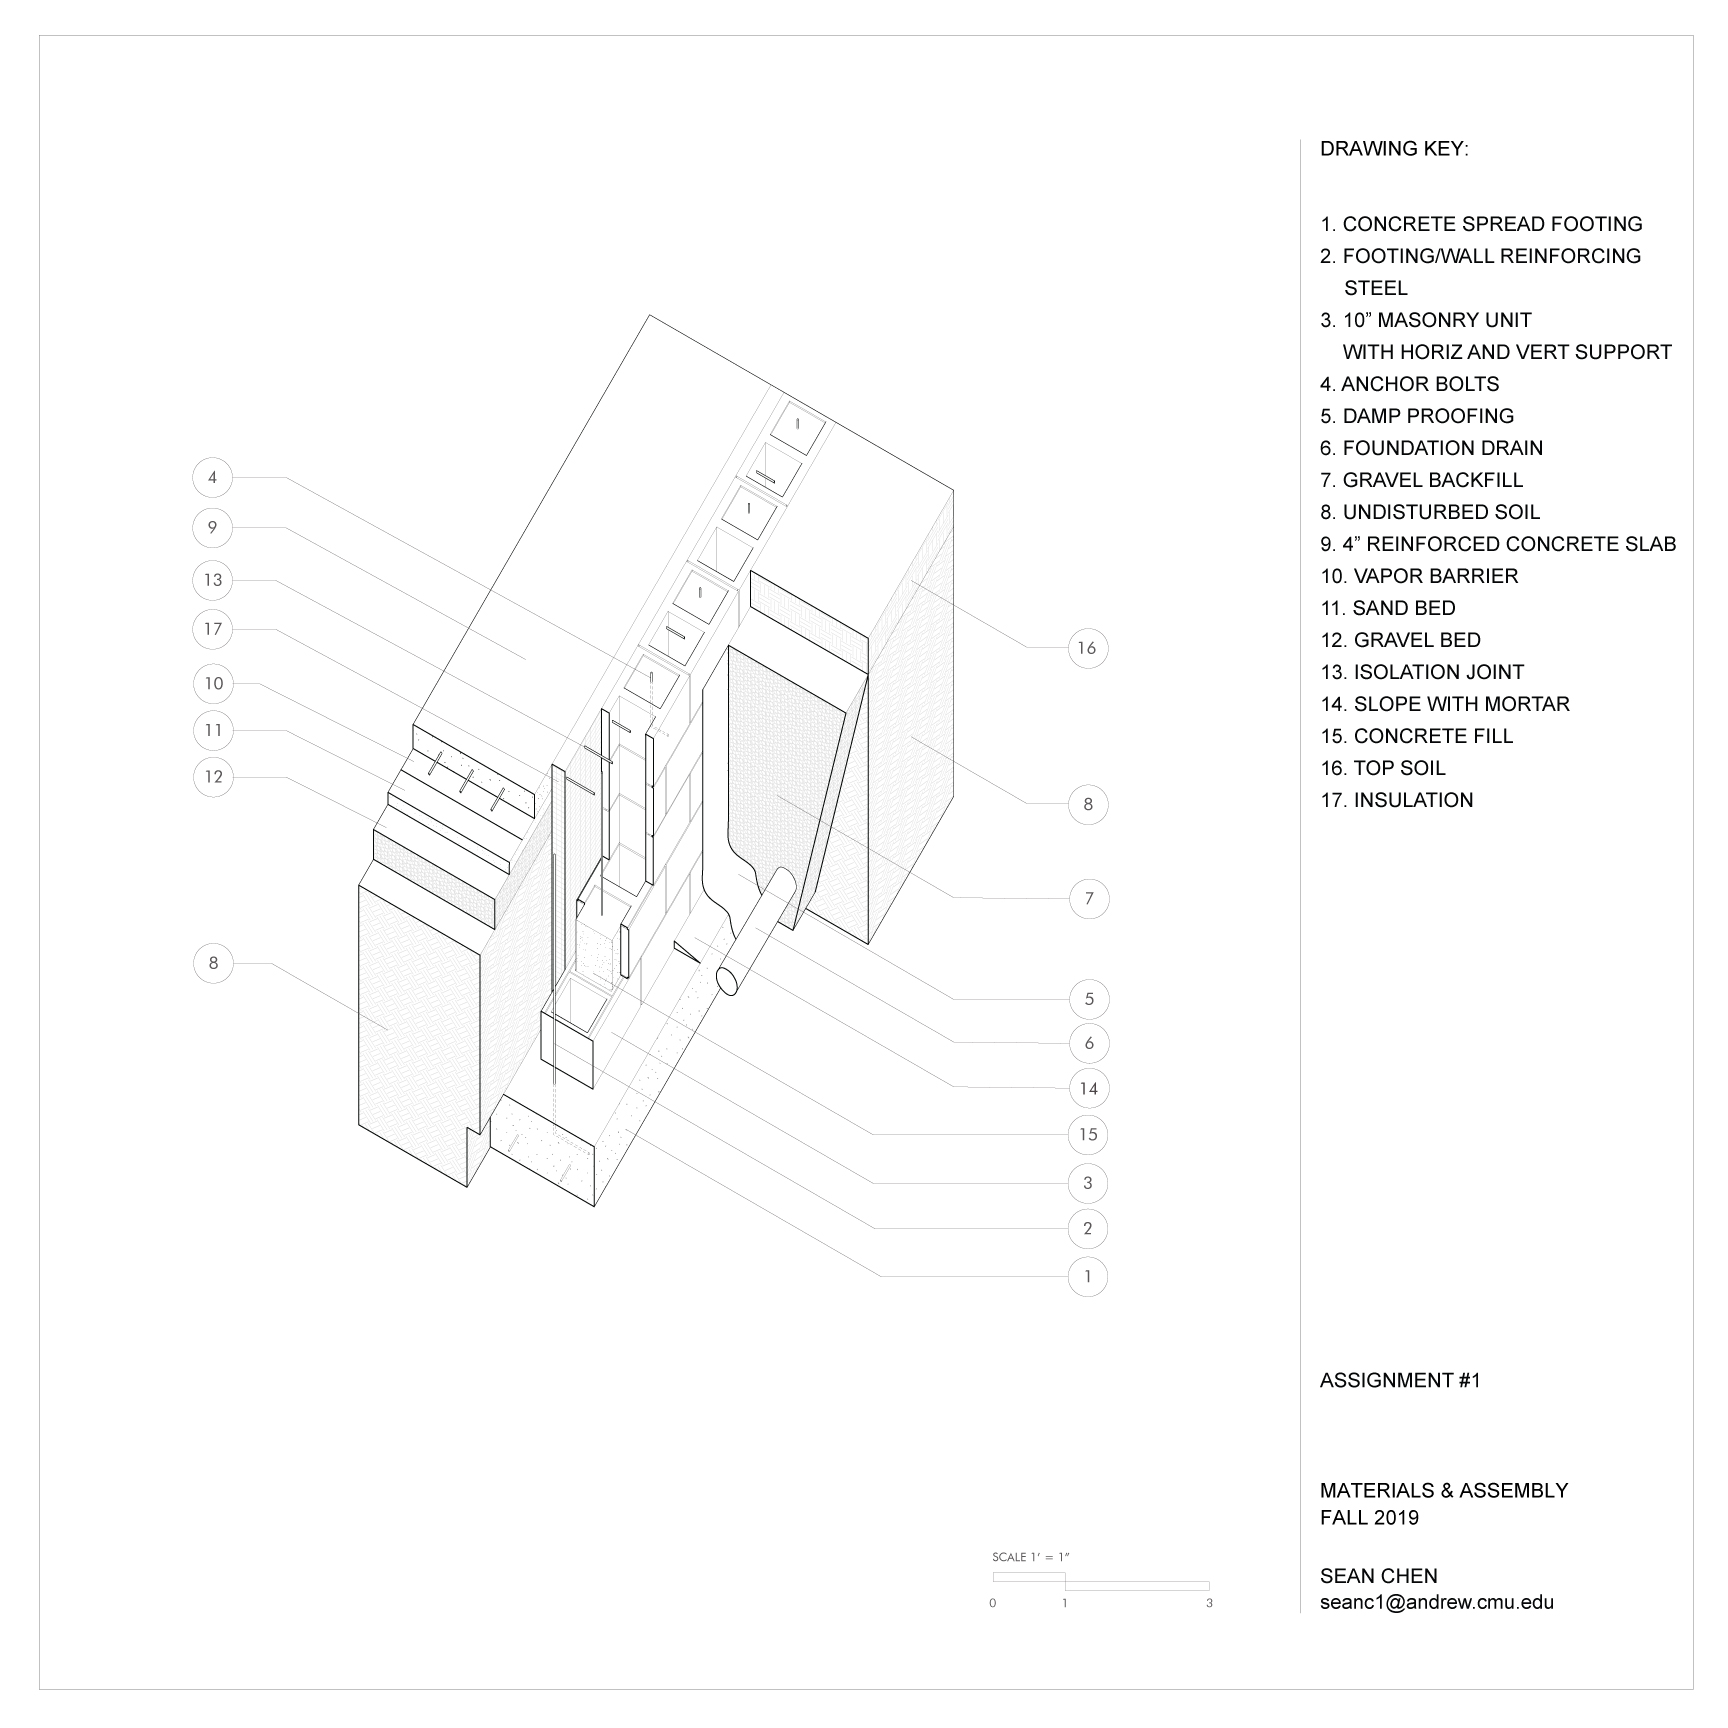 DRAWING KEY:
1. CONCRETE SPREAD FOOTING
2. FOOTING/WALL REINFORCING
STEEL
3. 10” MASONRY UNIT
WITH HORIZ AND VERT SUPPORT
4. ANCHOR BOLTS
5. DAMP PROOFING
6. FOUNDATION DRAIN
7. GRAVEL BACKFILL
8. UNDISTURBED SOIL
9. 4” REINFORCED CONCRETE SLAB
10. VAPOR BARRIER
11. SAND BED
12. GRAVEL BED
13. ISOLATION JOINT
14. SLOPE WITH MORTAR
15. CONCRETE FILL
16. TOP SOIL
17. INSULATION
4
9
13
17
10
11
12
8
16
8
7
5
6
14
15
3
2
1
SCALE 1' = 1"
0 1 3
ASSIGNMENT #1
MATERIALS & ASSEMBLY
FALL 2019
SEAN CHEN
seanc1@andrew.cmu.edu